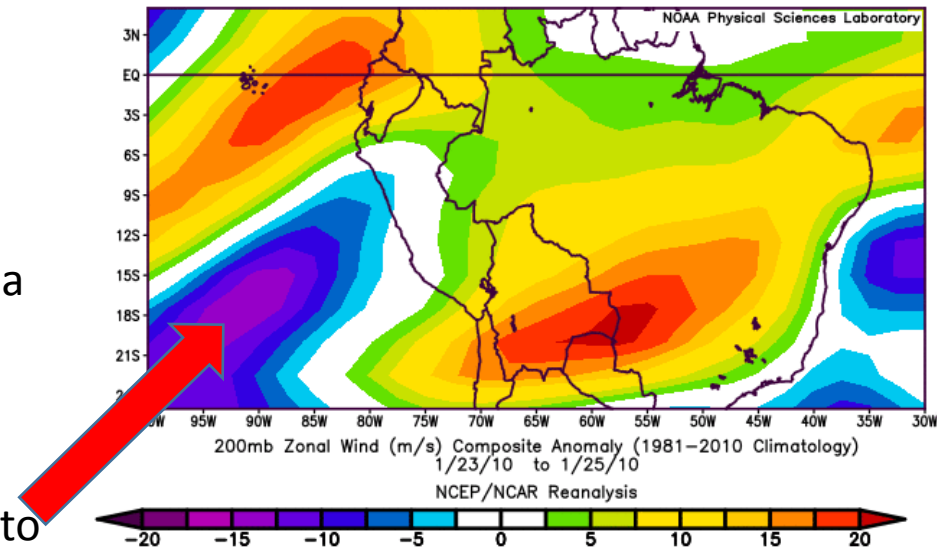 NOAA Physical Sciences Laboratory
3N
EQ
3S
6S
9S
12S
a
15S
18S
21S
2
0W 95W 90W 85W 80W 75W 70W 65W 60W 55W 50W 45W 40W 35W 30W
200mb Zonal Wind (m/s) Composite Anomaly (1981–2010 Climatology)
1/23/10 to 1/25/10
NCEP/NCAR Reanalysis
to
−20 −15 −10 −5 0 5 10 15 20